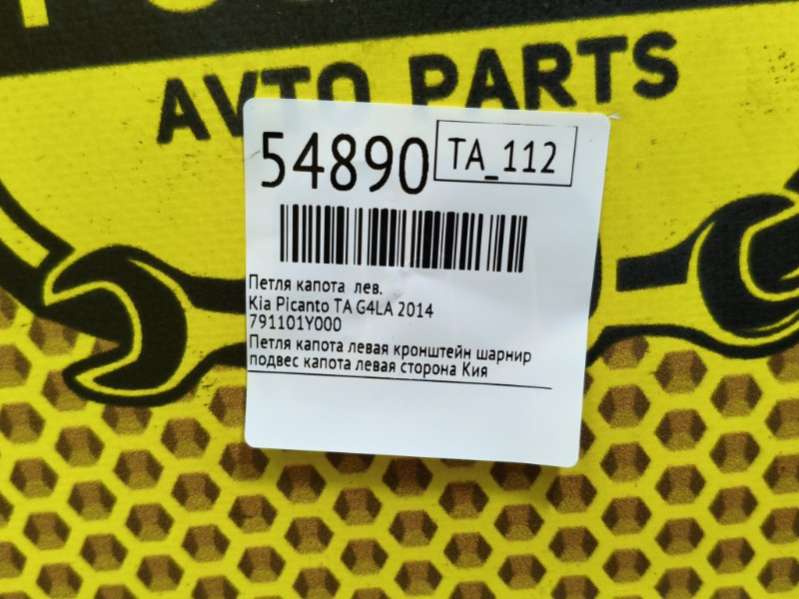 AVTO PARTS
54890
TA_112
Петля капота лев.
Kia Picanto TA G4LA 2014
791101Y000
Петля капота левая кронштейн шарнир
подвес капота левая сторона Кия